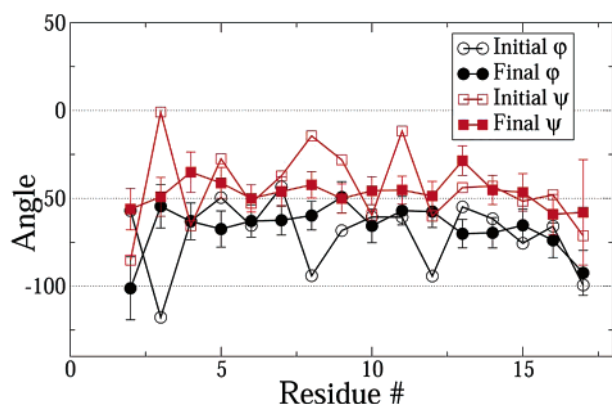 50
0
-50
-100
Angle
0
5
10
15
Residue #
Initial φ
Final φ
Initial ψ
Final ψ